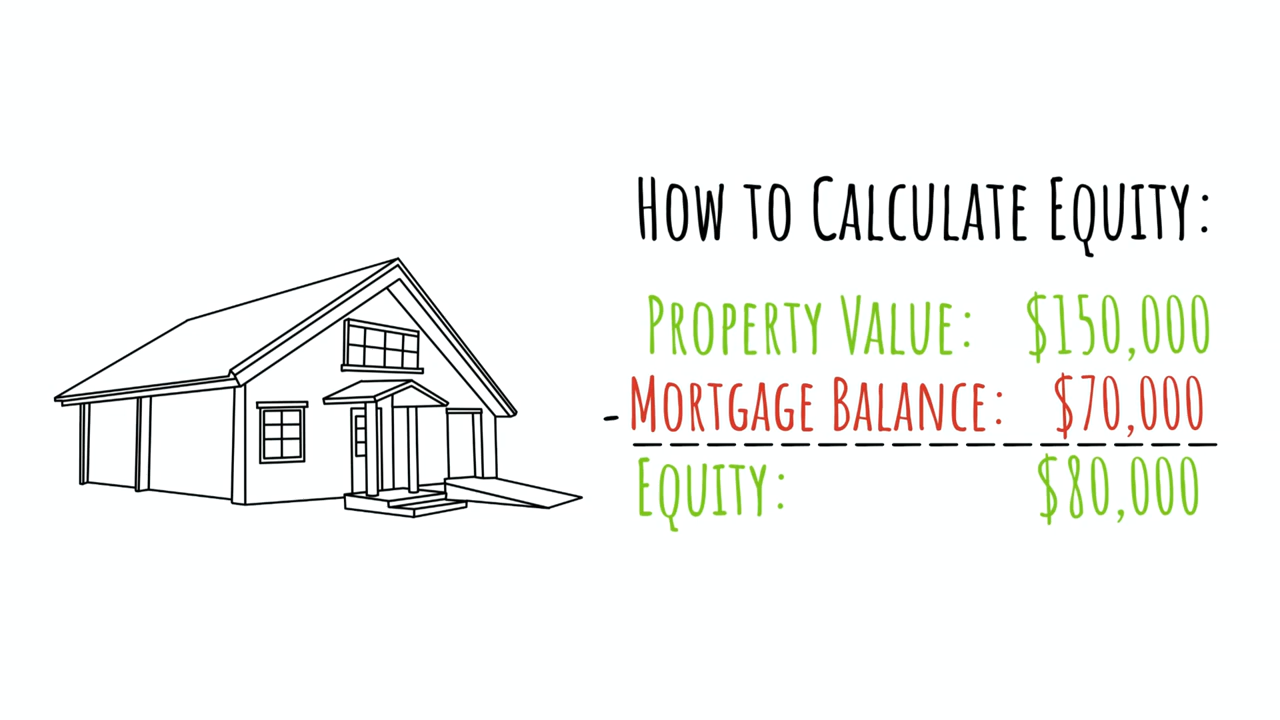 How to Calculate Equity:
Property Value: $150,000
- Mortgage Balance: $70,000
Equity: $80,000